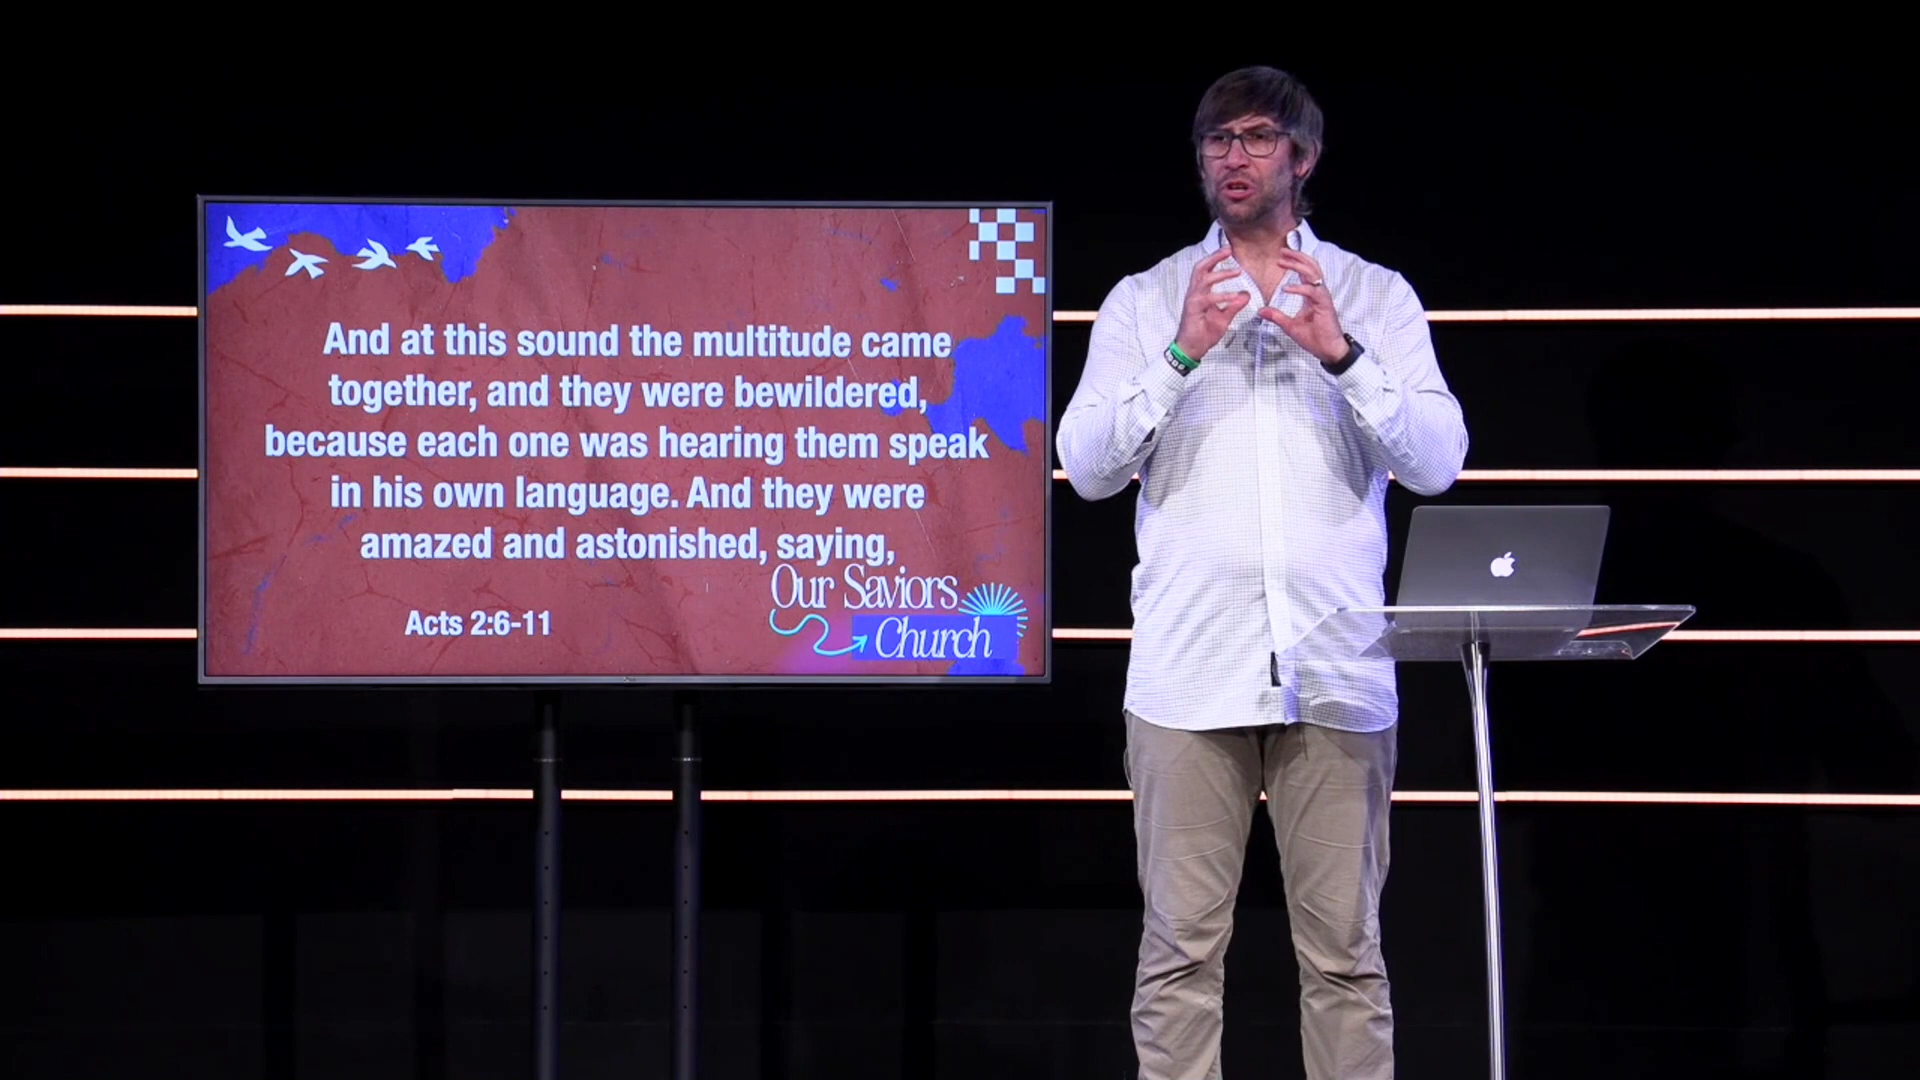 And at this sound the multitude came
together, and they were bewildered,
because each one was hearing them speak
in his own language. And they were
amazed and astonished, saying,
Acts 2:6-11
Our Saviors
Church